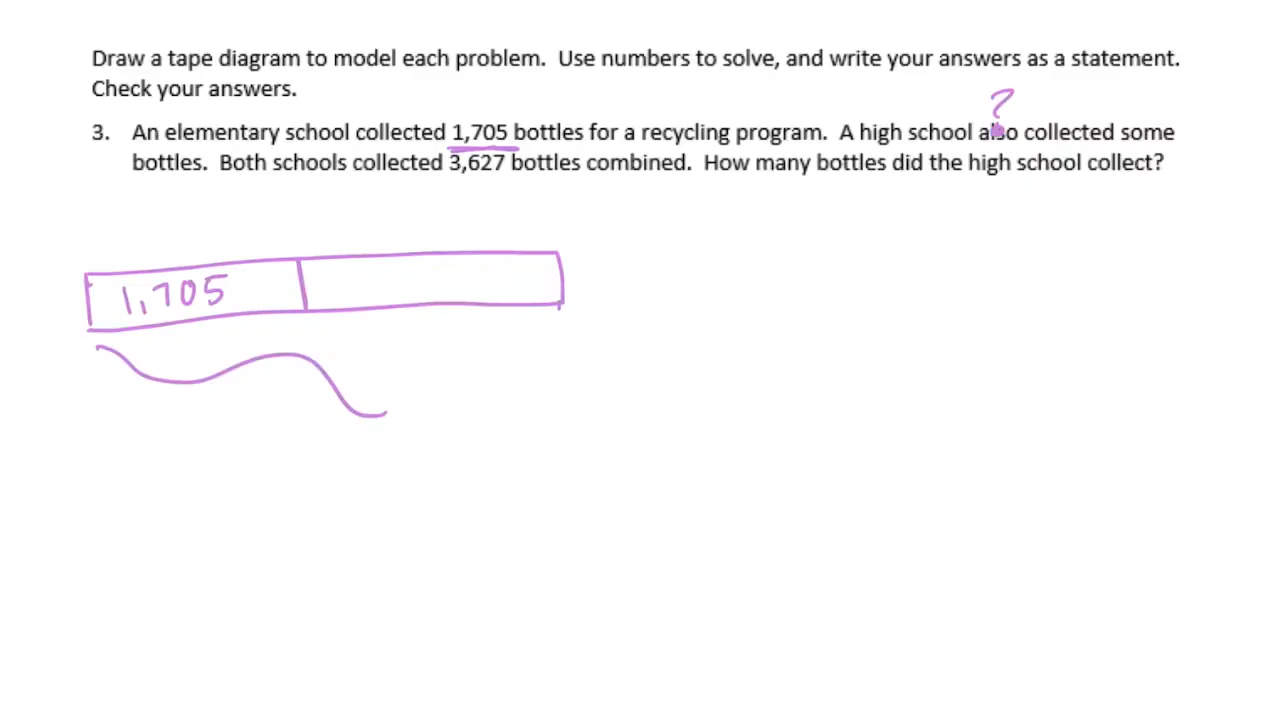 Draw a tape diagram to model each problem. Use numbers to solve, and write your answers as a statement.
Check your answers.
?
3. An elementary school collected 1,705 bottles for a recycling program. A high school also collected some
bottles. Both schools collected 3,627 bottles combined. How many bottles did the high school collect?
1,705